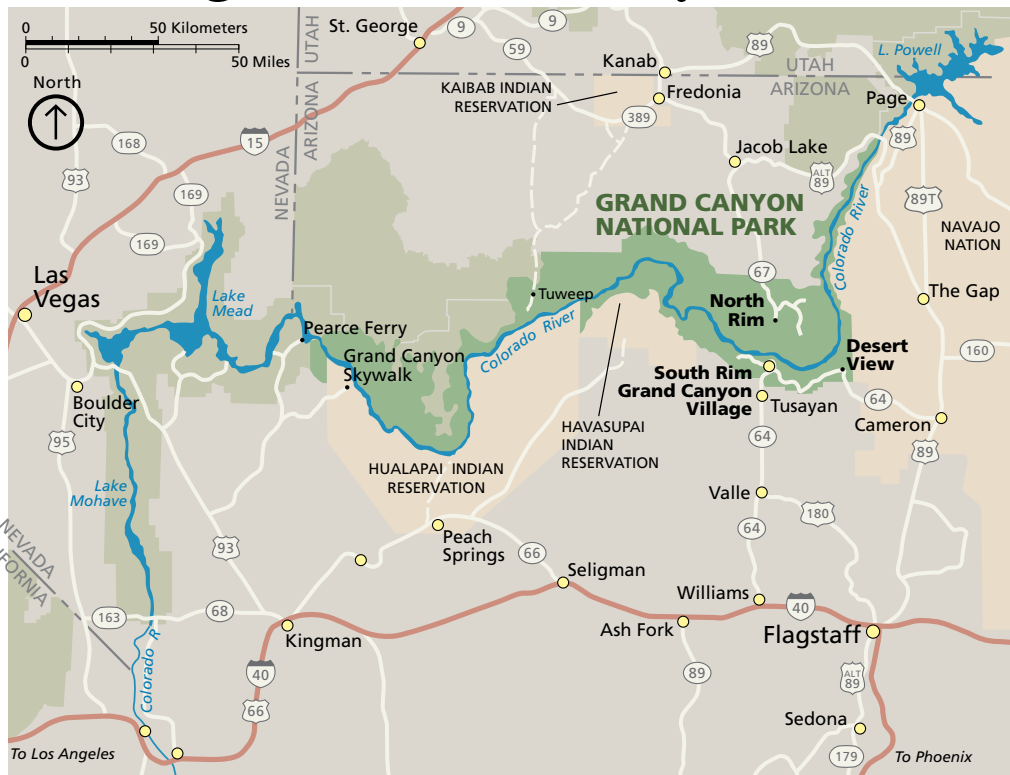 0
50 Kilometers
0
50 Miles
North
UTAH
ARIZONA
NEVADA
St. George
9
59
9
Kanab
89
UTAH
ARIZONA
L. Powell
KAIBAB INDIAN
RESERVATION
Fredonia
389
Page
89
15
168
93
169
169
Jacob Lake
ALT
89
89T
GRAND CANYON
NATIONAL PARK
Colorado River
NAVAJO
NATION
Las
Vegas
Lake
Mead
67
Tuweep
North
Rim
The Gap
Pearce Ferry
Colorado River
Grand Canyon
Skywalk
Desert
View
160
South Rim
Grand Canyon
Village
Tusayan
64
Boulder
City
Cameron
HAVASUPAI
INDIAN
RESERVATION
95
64
89
HUALAPAI INDIAN
RESERVATION
Lake
Mohave
Valle
180
NEVADA
IFORNIA
93
Peach
Springs
66
64
Seligman
Williams
40
163
68
Ash Fork
Flagstaff
Kingman
Colorado R
40
66
89
ALT
89
Sedona
To Los Angeles
179
To Phoenix